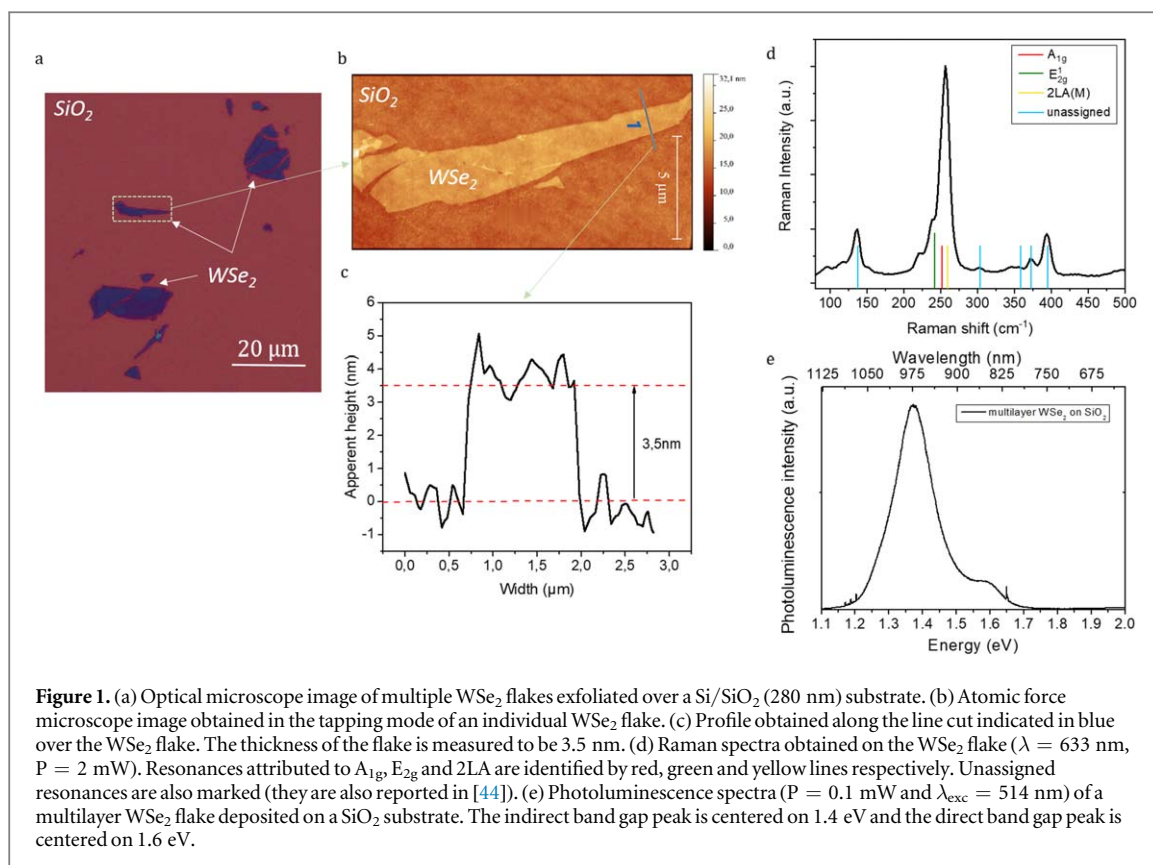 a
SiO2
WSe2
20 μm
b
SiO2
WSe2
1
5 μm
32,1 nm
25,0
20,0
15,0
10,0
5,0
0,0
c
6
5
4
3
2
1
0
-1
Apperent height (nm)
3,5nm
0,0 0,5 1,0 1,5 2,0 2,5 3,0
Width (μm)
d
A1g
E12g
2LA(M)
unassigned
Raman Intensity (a.u.)
100 150 200 250 300 350 400 450 500
Raman shift (cm-1)
e
Wavelength (nm)
1125 1050 975 900 825 750 675
multilayer WSe2 on SiO2
Photoluminescence intensity (a.u.)
1.1 1.2 1.3 1.4 1.5 1.6 1.7 1.8 1.9 2.0
Energy (eV)
Figure 1. (a) Optical microscope image of multiple WSe2 flakes exfoliated over a Si/SiO2 (280 nm) substrate. (b) Atomic force
microscope image obtained in the tapping mode of an individual WSe2 flake. (c) Profile obtained along the line cut indicated in blue
over the WSe2 flake. The thickness of the flake is measured to be 3.5 nm. (d) Raman spectra obtained on the WSe2 flake (λ = 633 nm,
P = 2 mW). Resonances attributed to A1g, E2g and 2LA are identified by red, green and yellow lines respectively. Unassigned
resonances are also marked (they are also reported in [44]). (e) Photoluminescence spectra (P = 0.1 mW and λexc = 514 nm) of a
multilayer WSe2 flake deposited on a SiO2 substrate. The indirect band gap peak is centered on 1.4 eV and the direct band gap peak is
centered on 1.6 eV.